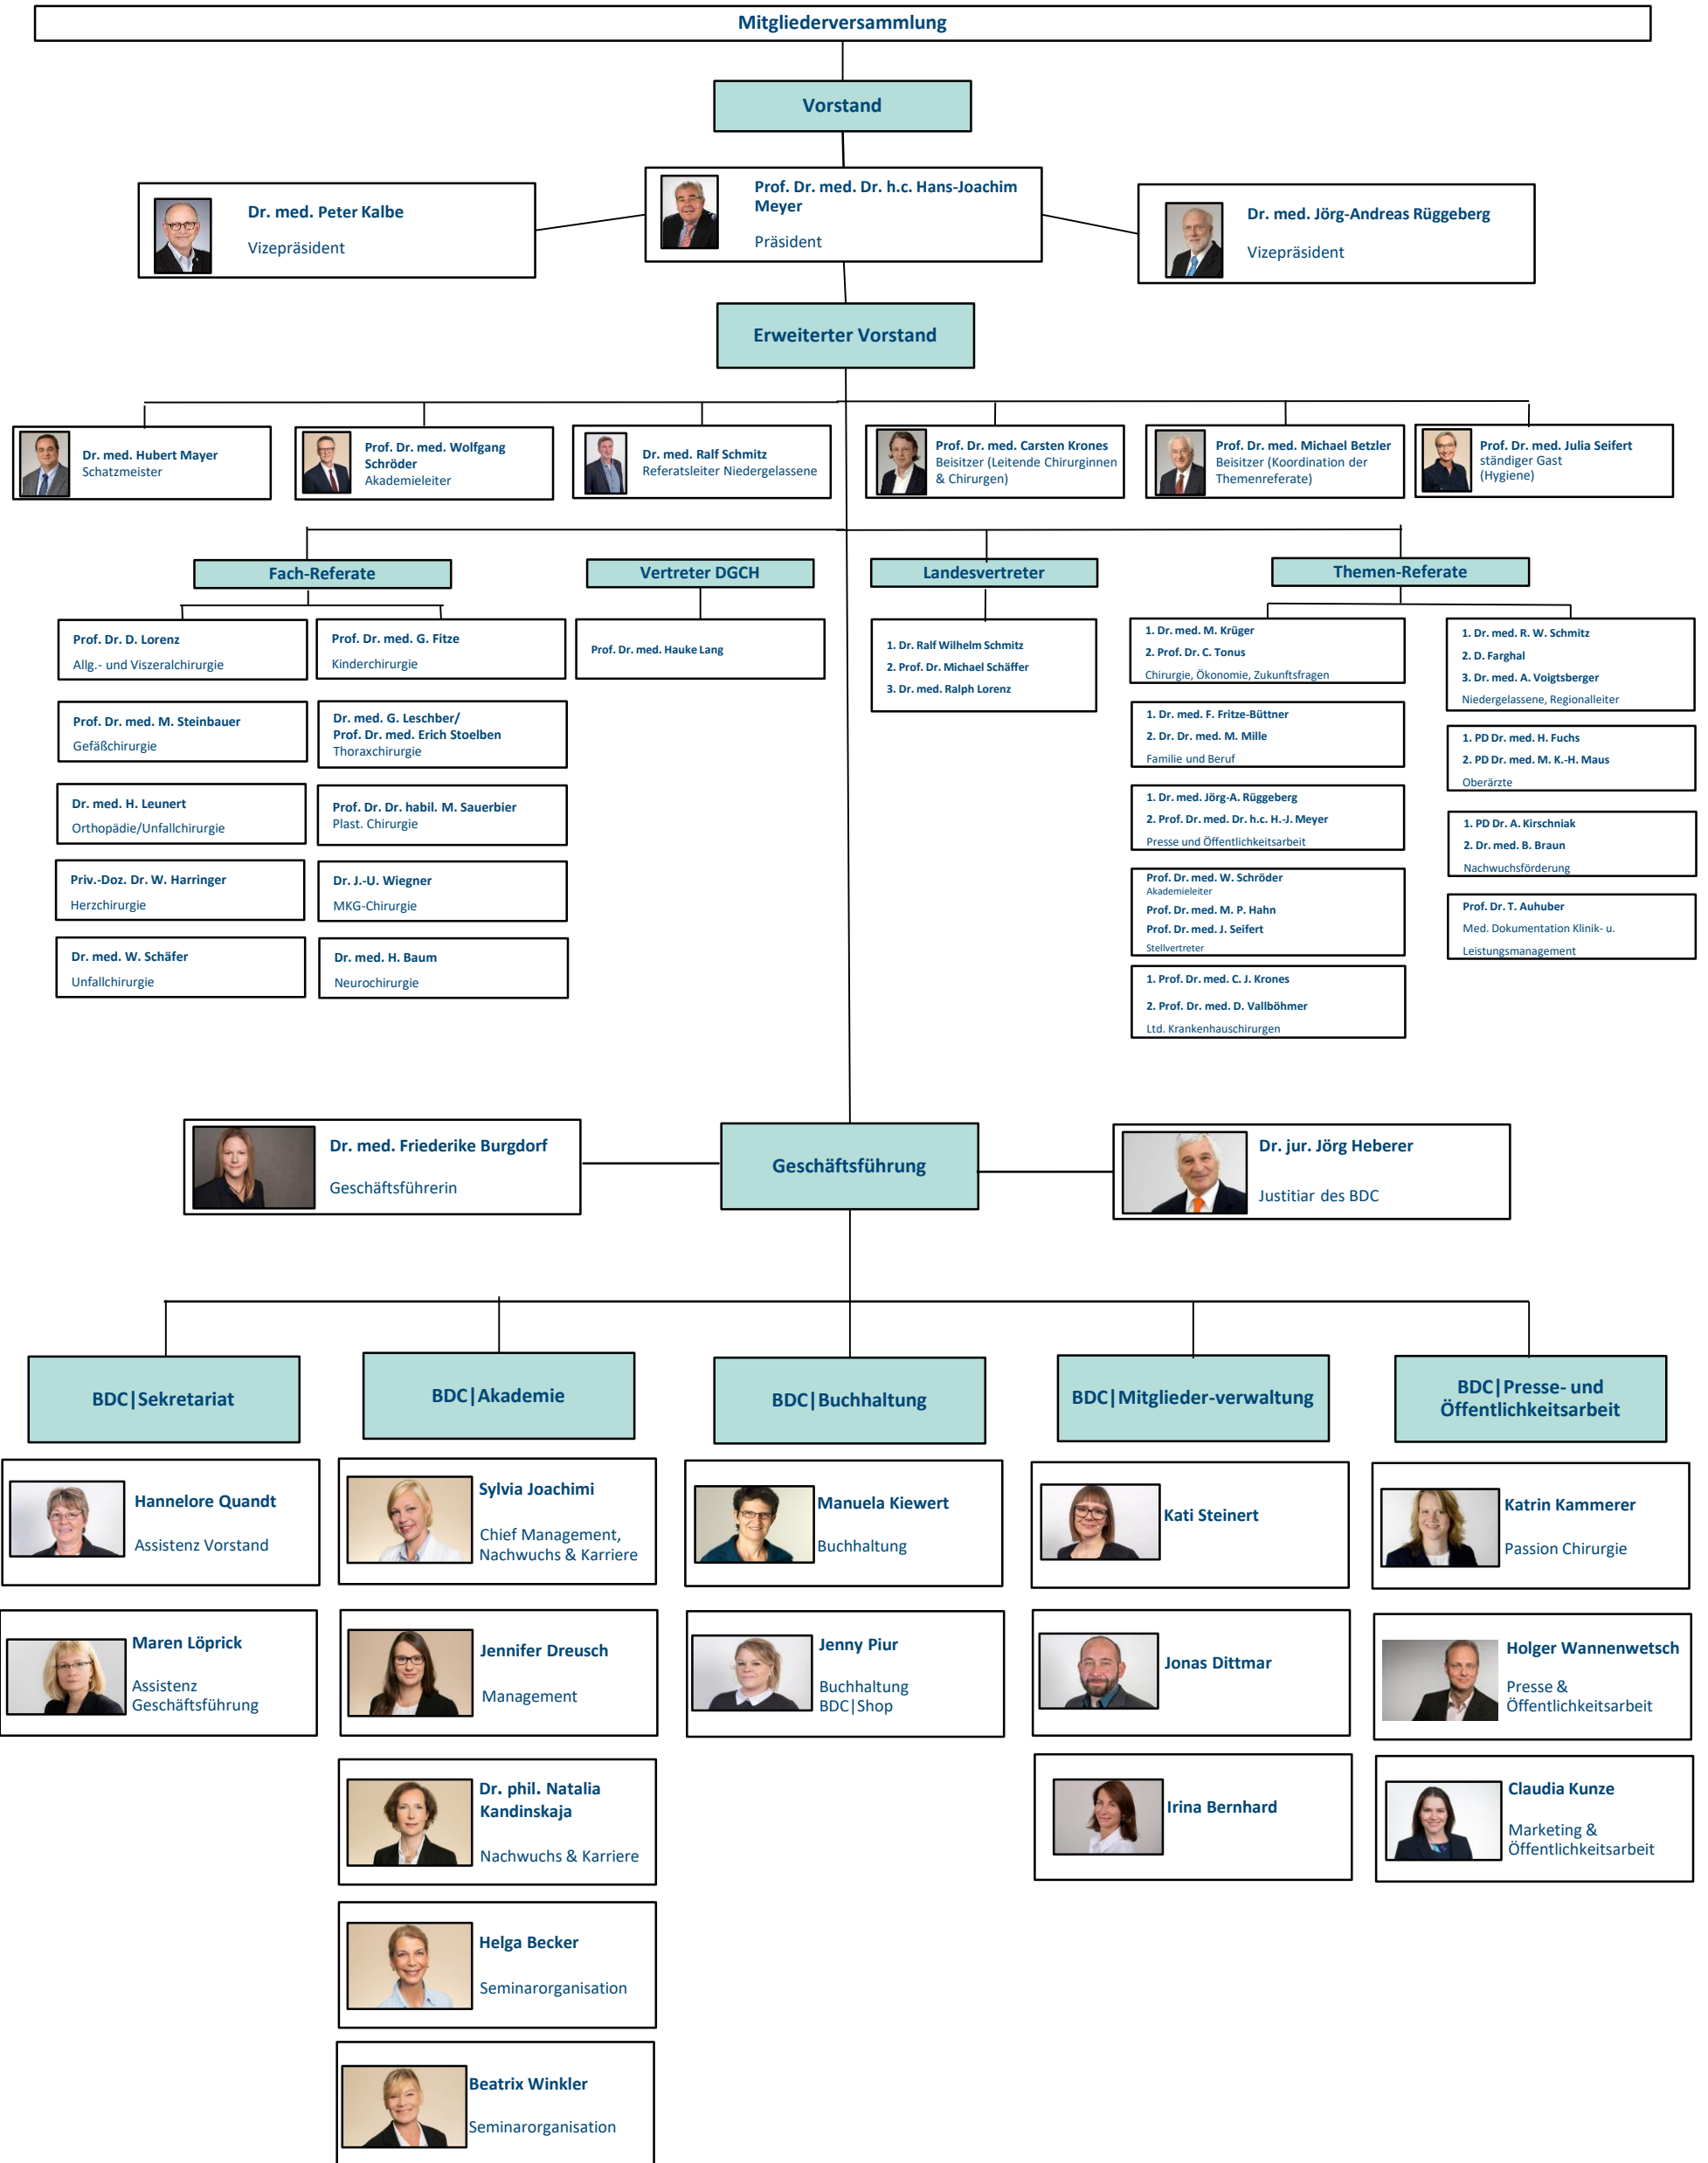 Mitgliederversammlung
Vorstand
Dr. med. Peter Kalbe
Vizepräsident
Prof. Dr. med. Dr. h.c. Hans-Joachim
Meyer
Präsident
Dr. med. Jörg-Andreas Rüggeberg
Vizepräsident
Erweiterter Vorstand
Dr. med. Hubert Mayer
Schatzmeister
Prof. Dr. med. Wolfgang
Schröder
Akademieleiter
Dr. med. Ralf Schmitz
Referatsleiter Niedergelassene
Prof. Dr. med. Carsten Krones
Beisitzer (Leitende Chirurginnen
& Chirurgen)
Prof. Dr. med. Michael Betzler
Beisitzer (Koordination der
Themenreferate)
Prof. Dr. med. Julia Seifert
ständiger Gast
(Hygiene)
Fach-Referate
Prof. Dr. D. Lorenz
Allg.- und Viszeralchirurgie
Prof. Dr. med. G. Fitze
Kinderchirurgie
Prof. Dr. med. M. Steinbauer
Gefäßchirurgie
Dr. med. G. Leschber/
Prof. Dr. med. Erich Stoelben
Thoraxchirurgie
Dr. med. H. Leunert
Orthopädie/Unfallchirurgie
Prof. Dr. Dr. habil. M. Sauerbier
Plast. Chirurgie
Priv.-Doz. Dr. W. Harringer
Herzchirurgie
Dr. J.-U. Wiegner
MKG-Chirurgie
Dr. med. W. Schäfer
Unfallchirurgie
Dr. med. H. Baum
Neurochirurgie
Vertreter DGCH
Prof. Dr. med. Hauke Lang
Landesvertreter
1. Dr. Ralf Wilhelm Schmitz
2. Prof. Dr. Michael Schäffer
3. Dr. med. Ralph Lorenz
Themen-Referate
1. Dr. med. M. Krüger
2. Prof. Dr. C. Tonus
Chirurgie, Ökonomie, Zukunftsfragen
1. Dr. med. F. Fritze-Büttner
2. Dr. Dr. med. M. Mille
Familie und Beruf
1. Dr. med. Jörg-A. Rüggeberg
2. Prof. Dr. med. Dr. h.c. H.-J. Meyer
Presse und Öffentlichkeitsarbeit
Prof. Dr. med. W. Schröder
Akademieleiter
Prof. Dr. med. M. P. Hahn
Prof. Dr. med. J. Seifert
Stellvertreter
1. Prof. Dr. med. C. J. Krones
2. Prof. Dr. med. D. Vallböhmer
Ltd. Krankenhauschirurgen
1. Dr. med. R. W. Schmitz
2. D. Farghal
3. Dr. med. A. Voigtsberger
Niedergelassene, Regionalleiter
1. PD Dr. med. H. Fuchs
2. PD Dr. med. M. K.-H. Maus
Oberärzte
1. PD Dr. A. Kirschniak
2. Dr. med. B. Braun
Nachwuchsförderung
Prof. Dr. T. Auhuber
Med. Dokumentation Klinik- u.
Leistungsmanagement
Dr. med. Friederike Burgdorf
Geschäftsführerin
Geschäftsführung
Dr. jur. Jörg Heberer
Justitiar des BDC
BDC|Sekretariat
Hannelore Quandt
Assistenz Vorstand
Maren Löprick
Assistenz
Geschäftsführung
BDC|Akademie
Sylvia Joachimi
Chief Management,
Nachwuchs & Karriere
Jennifer Dreusch
Management
Dr. phil. Natalia
Kandinskaja
Nachwuchs & Karriere
Helga Becker
Seminarorganisation
Beatrix Winkler
Seminarorganisation
BDC|Buchhaltung
Manuela Kiewert
Buchhaltung
Jenny Piur
Buchhaltung
BDC|Shop
BDC|Mitglieder-verwaltung
Kati Steinert
Jonas Dittmar
Irina Bernhard
BDC|Presse- und
Öffentlichkeitsarbeit
Katrin Kammerer
Passion Chirurgie
Holger Wannenwetsch
Presse &
Öffentlichkeitsarbeit
Claudia Kunze
Marketing &
Öffentlichkeitsarbeit